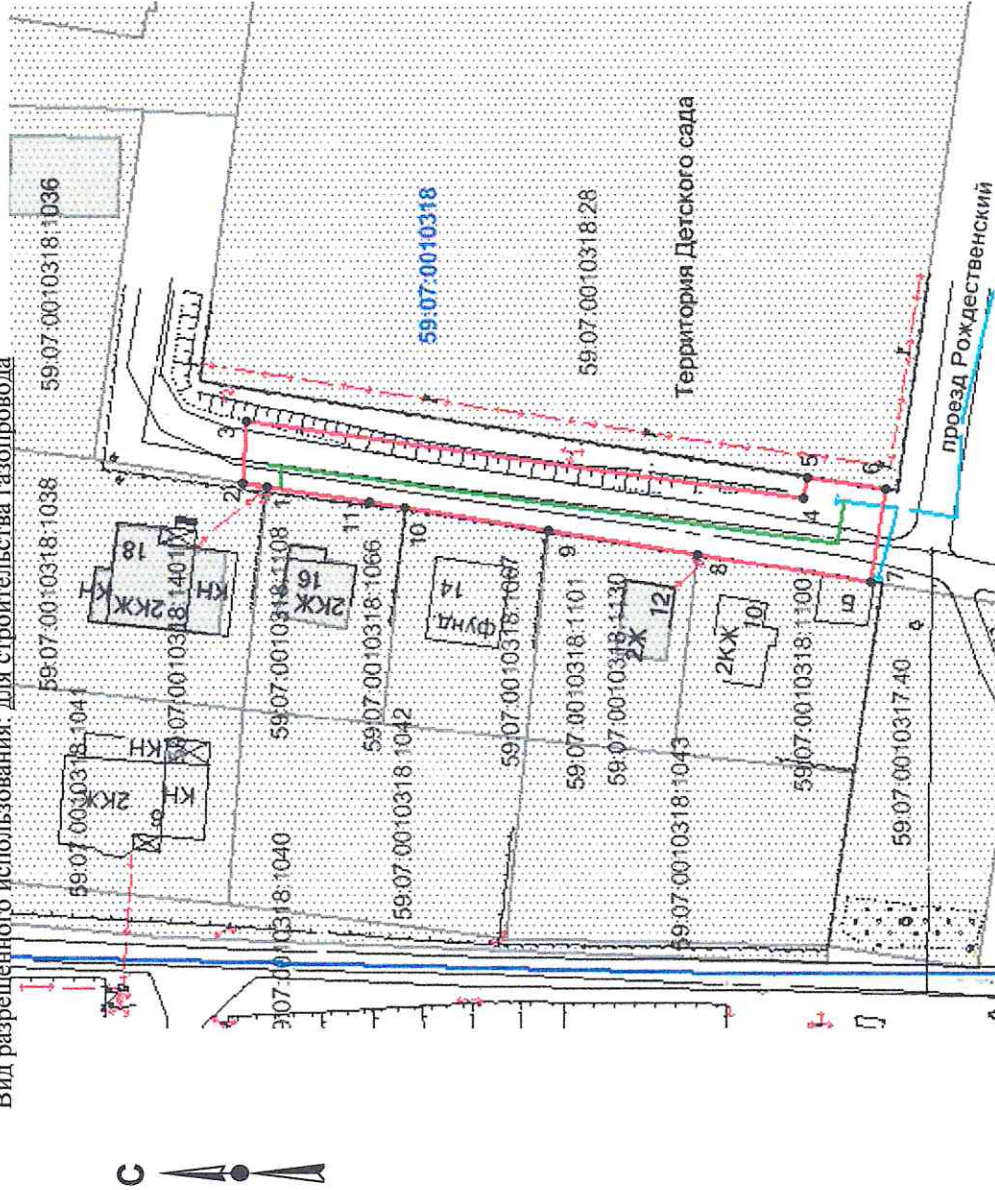 Вид разрешенного использования: для строительства газопровода
59:07:0010318:1036
59:07:0010318:1038
59:07:0010318:1041
КН
2КЖ
18
КН
59:07:0010318:1401
2КЖ
КН
КН
9
2
3
1
59:07:0010318:1108
16
2КЖ
11
10
59:07:0010318:1066
59:07:0010318
59:07:0010318:28
Территория Детского сада
59:07:0010318:1040
59:07:0010318:1042
14
фунд.
59:07:0010318:1067
9
59:07:0010318:1101
59:07:0010318:1130
2Ж
12
8
59:07:0010318:1043
2КЖ
10
59:07:0010318:1100
4
5
6
7
59:07:0010317:40
проезд Рождественский
С